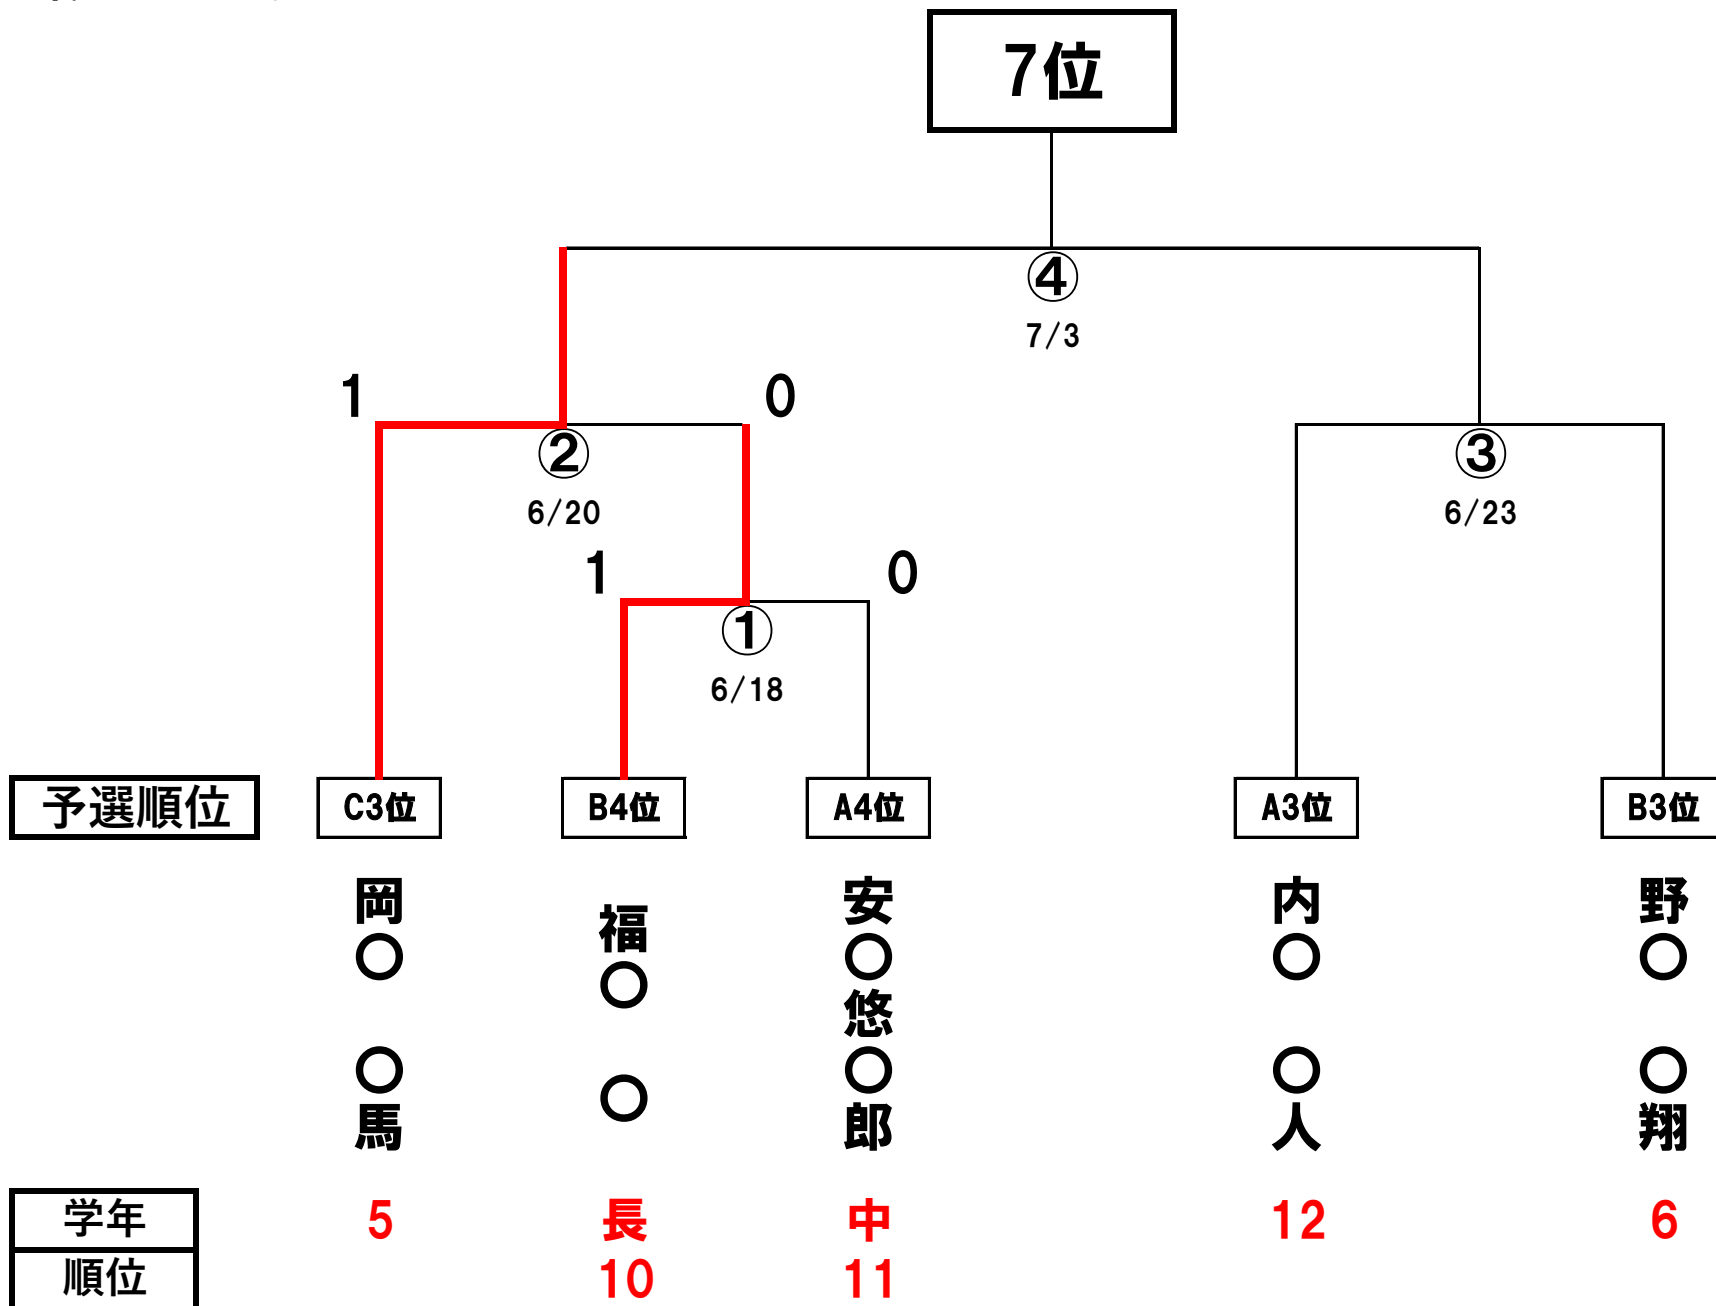 7位
④
7/3
1 0
② ③
6/20 6/23
1 0
①
6/18
予選順位 C3位 B4位 A4位 A3位 B3位
岡○ ○馬
福○ ○
安○悠○郎
内○ ○人
野○ ○翔
学年 5 長 中 12 6
順位 10 11